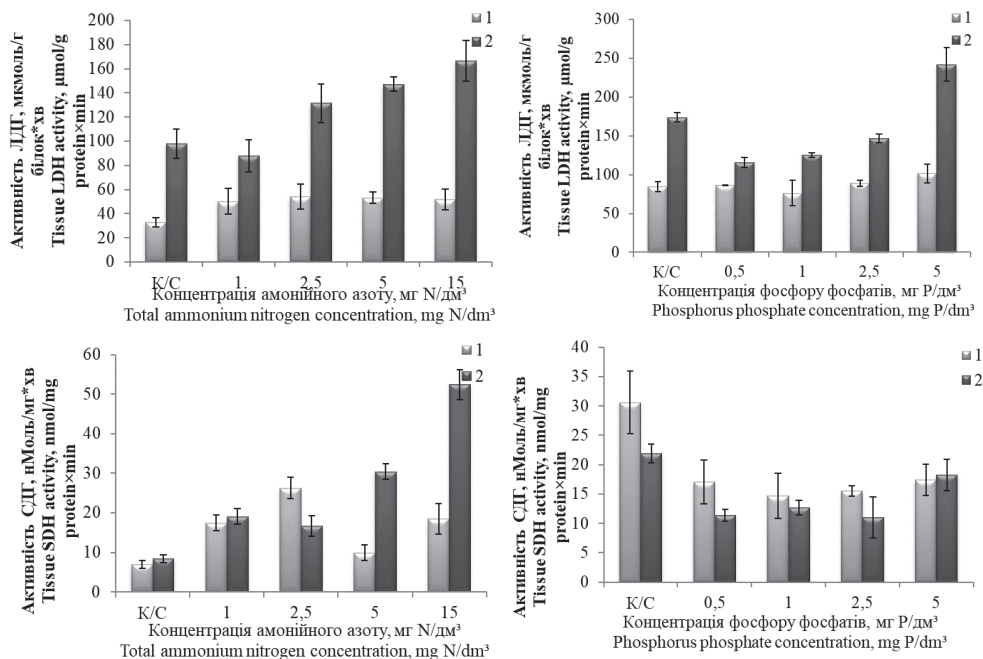 Активність ЛДГ, мкмоль/г
білок*хв
Tissue LDH activity, µmol/g
protein×min
200
180
160
140
120
100
80
60
40
20
0
1
2
К/С
1
2,5
5
15
Концентрація амонійного азоту, мг N/дм³
Total ammonium nitrogen concentration, mg N/dm³
Активність ЛДГ, мкмоль/г
білок*хв
Tissue LDH activity, µmol/g
protein×min
300
250
200
150
100
50
0
1
2
К/С
0,5
1
2,5
5
Концентрація фосфору фосфатів, мг Р/дм³
Phosphorus phosphate concentration, mg P/dm³
Активність СДГ, нМоль/мг*хв
Tissue SDH activity, nmol/mg
protein×min
60
50
40
30
20
10
0
1
2
К/С
1
2,5
5
15
Концентрація амонійного азоту, мг N/дм³
Total ammonium nitrogen concentration, mg N/dm³
Активність СДГ, нМоль/мг*хв
Tissue SDH activity, nmol/mg
protein×min
40
35
30
25
20
15
10
5
0
1
2
К/С
0,5
1
2,5
5
Концентрація фосфору фосфатів, мг Р/дм³
Phosphorus phosphate concentration, mg P/dm³